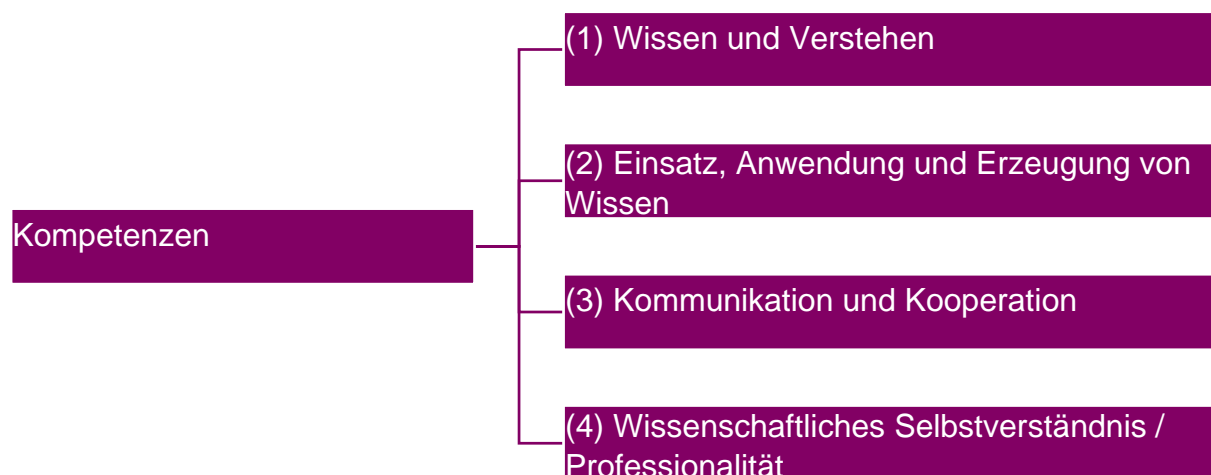 (1) Wissen und Verstehen
(2) Einsatz, Anwendung und Erzeugung von
Wissen
Kompetenzen
(3) Kommunikation und Kooperation
(4) Wissenschaftliches Selbstverständnis /
Professionalität